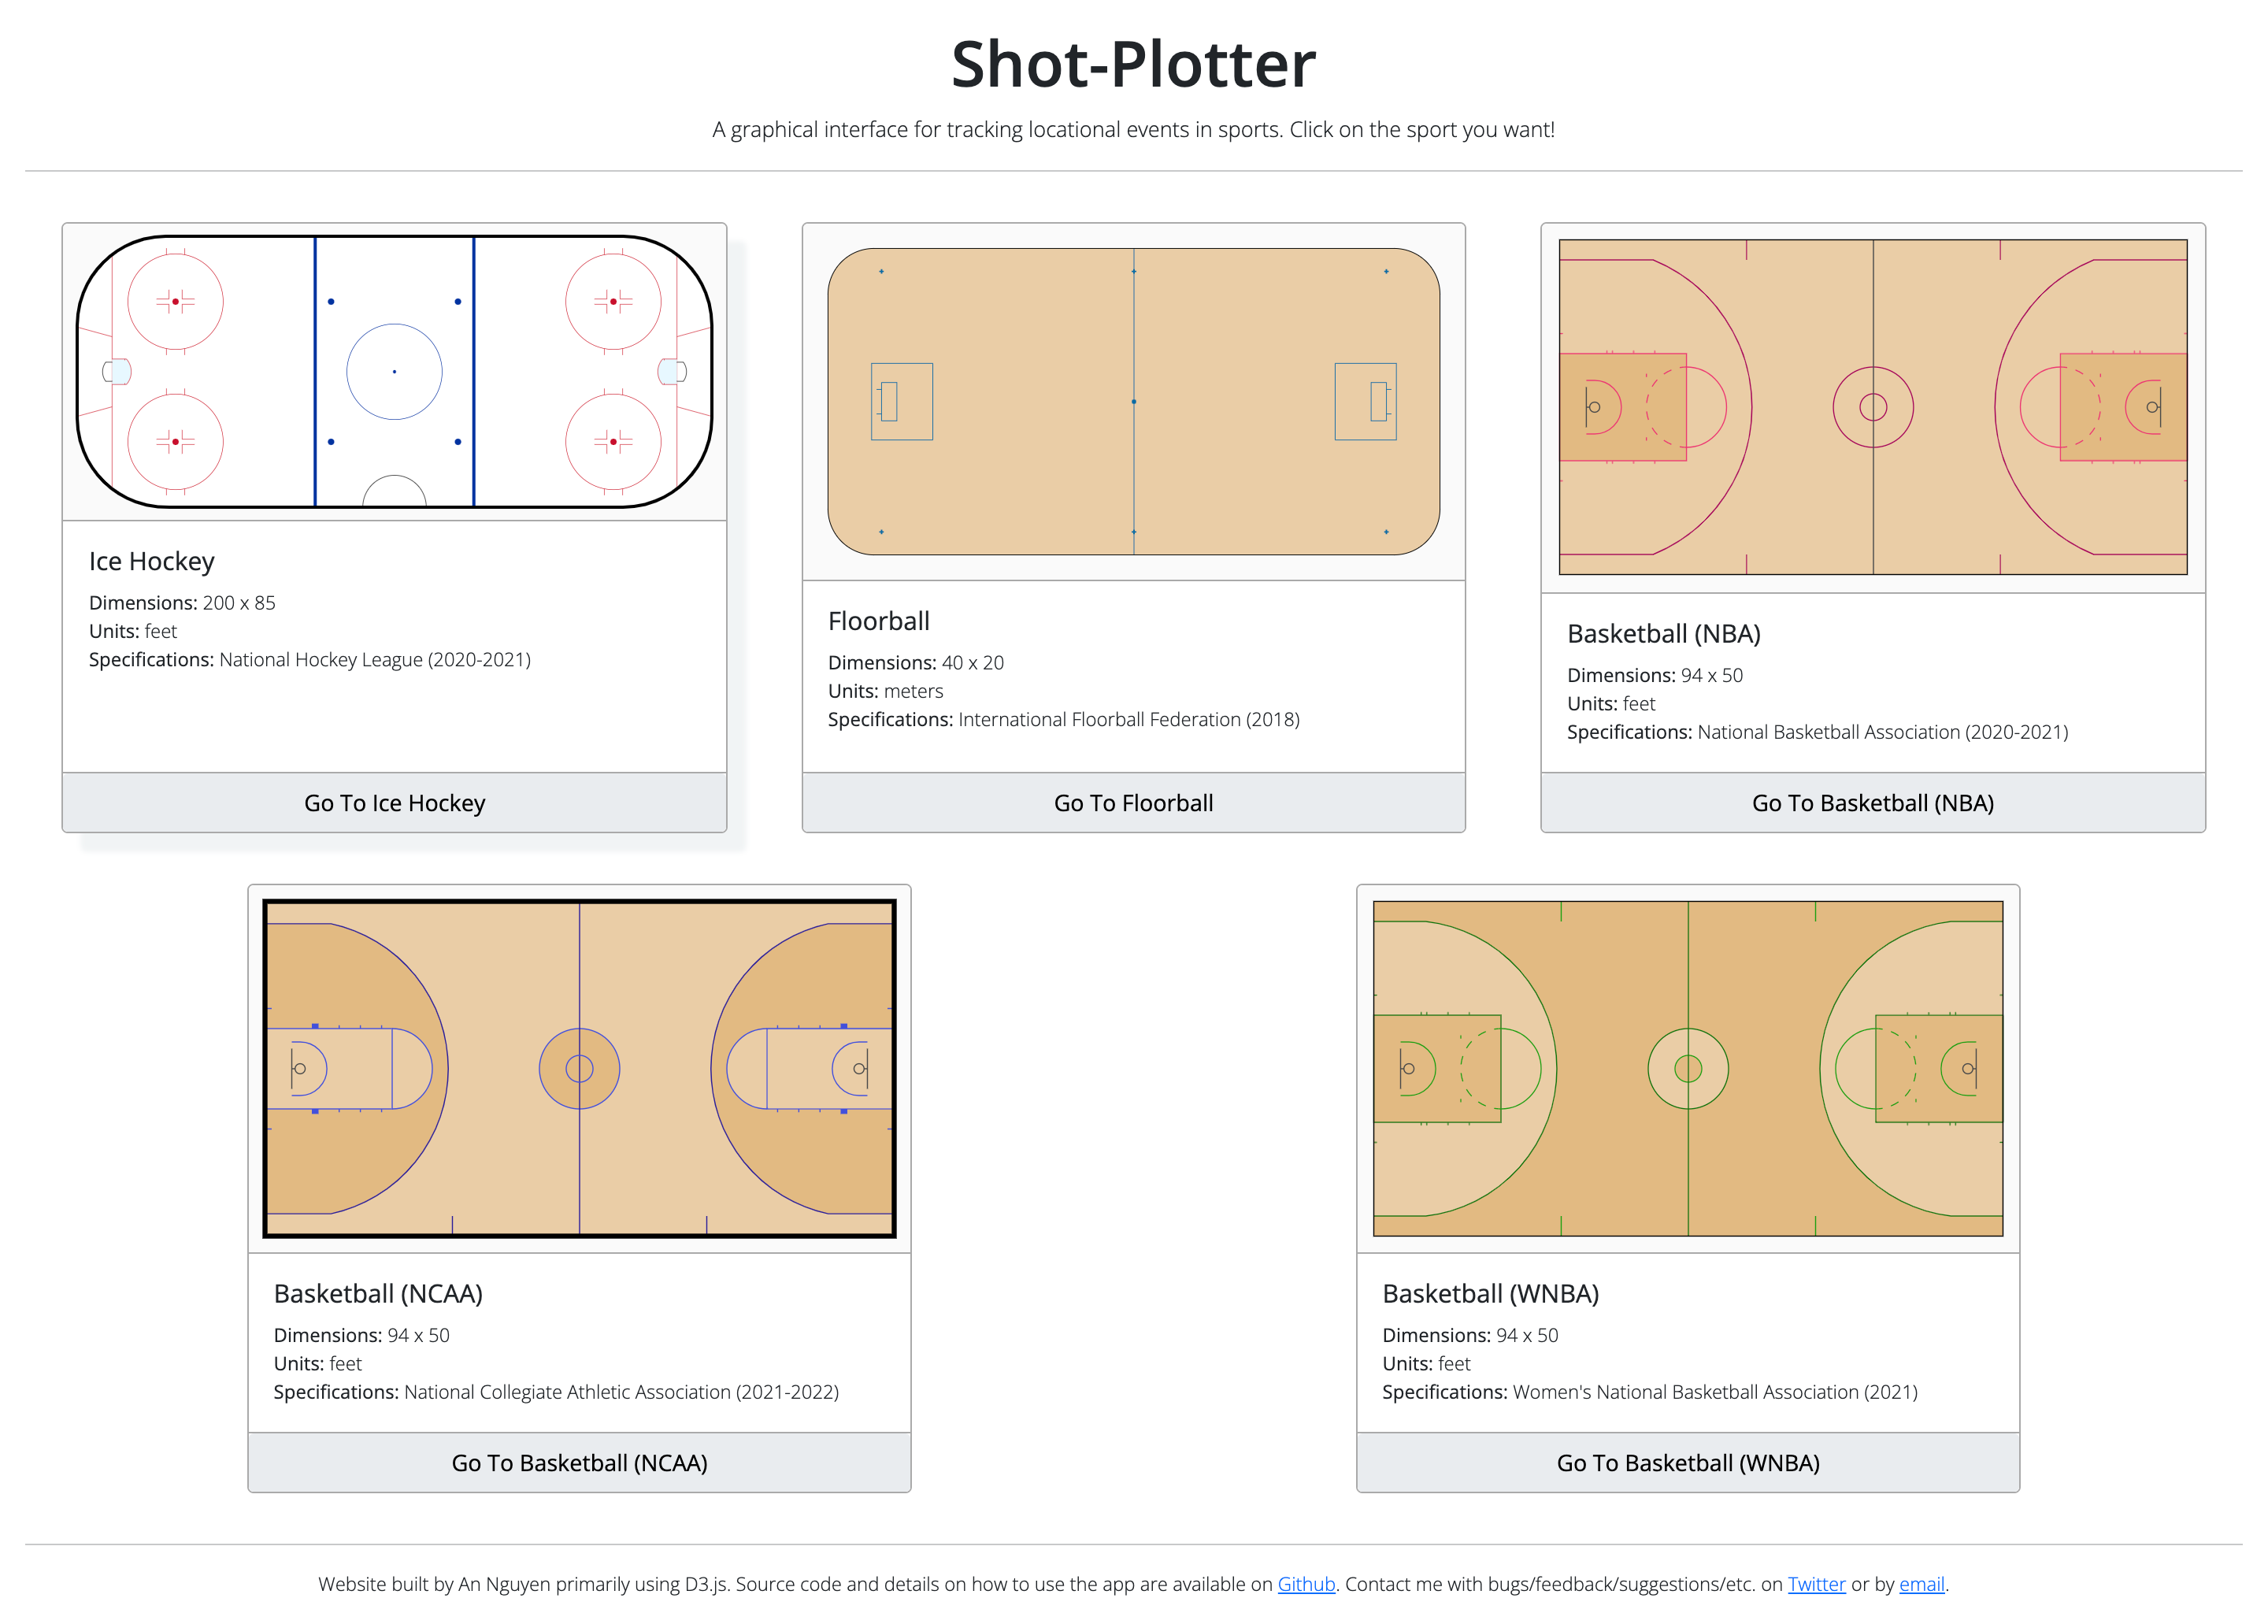 Shot-Plotter
A graphical interface for tracking locational events in sports. Click on the sport you want!
Ice Hockey
Dimensions: 200 x 85
Units: feet
Specifications: National Hockey League (2020-2021)
Go To Ice Hockey
Floorball
Dimensions: 40 x 20
Units: meters
Specifications: International Floorball Federation (2018)
Go To Floorball
Basketball (NBA)
Dimensions: 94 x 50
Units: feet
Specifications: National Basketball Association (2020-2021)
Go To Basketball (NBA)
Basketball (NCAA)
Dimensions: 94 x 50
Units: feet
Specifications: National Collegiate Athletic Association (2021-2022)
Go To Basketball (NCAA)
Basketball (WNBA)
Dimensions: 94 x 50
Units: feet
Specifications: Women's National Basketball Association (2021)
Go To Basketball (WNBA)
Website built by An Nguyen primarily using D3.js. Source code and details on how to use the app are available on Github. Contact me with bugs/feedback/suggestions/etc. on Twitter or by email.